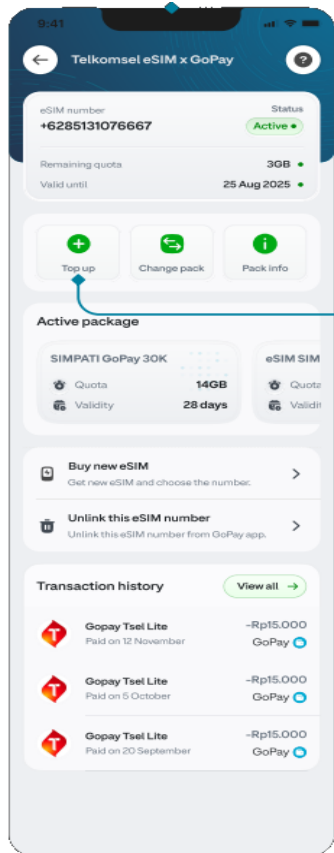 9:41
Telkomsel eSIM x GoPay
?
eSIM number
Status
+6285131076667
Active
Remaining quota
3GB
Valid until
25 Aug 2025
Top up
Change pack
Pack info
Active package
SIMPATI GoPay 30K
eSIM SIM
Quota
14GB
Quota
Validity
28 days
Validit
Buy new eSIM
Get new eSIM and choose the number.
Unlink this eSIM number
Unlink this eSIM number from GoPay app.
Transaction history
View all →
Gopay Tsel Lite
-Rp15.000
Paid on 12 November
GoPay
Gopay Tsel Lite
-Rp15.000
Paid on 5 October
GoPay
Gopay Tsel Lite
-Rp15.000
Paid on 20 September
GoPay